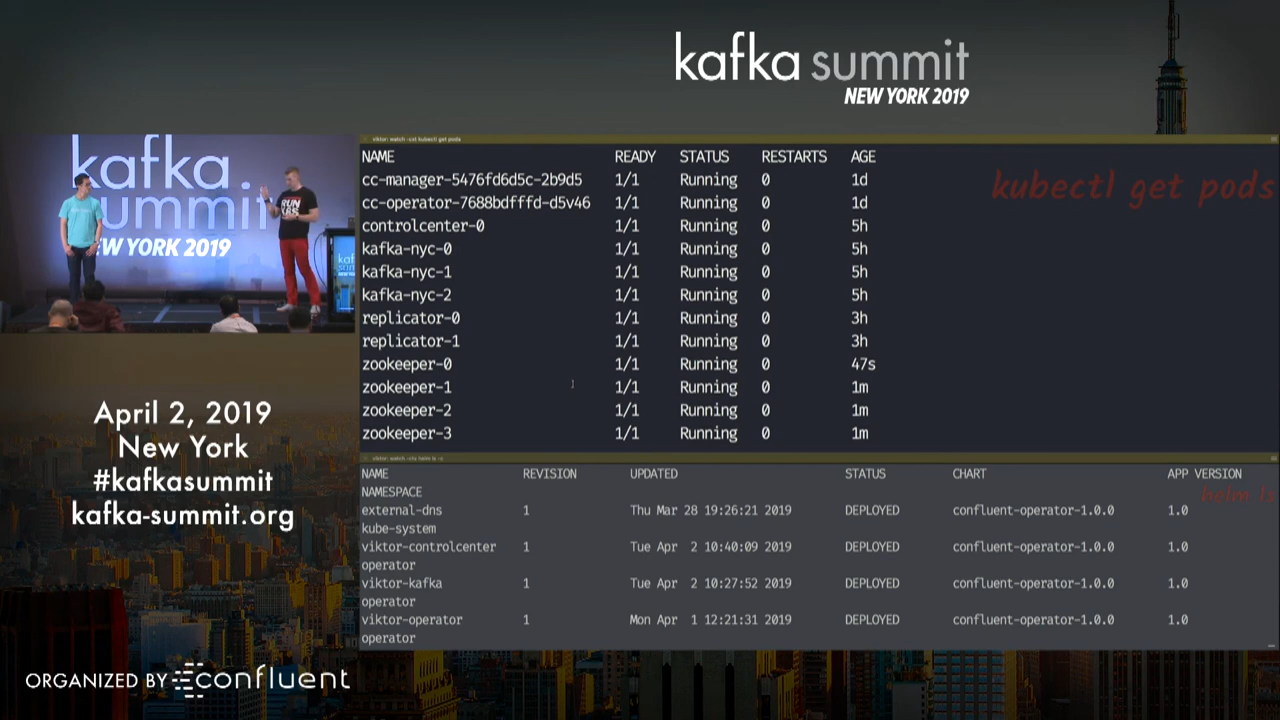 kafka summit
NEW YORK 2019
kafka
summit
NEW YORK 2019
RUN
April 2, 2019
New York
#kafkasummit
kafka-summit.org
ORGANIZED BY confluent
viktor: watch -cnt kubectl get pods
NAME READY STATUS RESTARTS AGE
cc-manager-5476fd6d5c-2b9d5 1/1 Running 0 1d
cc-operator-7688bdfffd-d5v46 1/1 Running 0 1d
controlcenter-0 1/1 Running 0 5h
kafka-nyc-0 1/1 Running 0 5h
kafka-nyc-1 1/1 Running 0 5h
kafka-nyc-2 1/1 Running 0 5h
replicator-0 1/1 Running 0 3h
replicator-1 1/1 Running 0 3h
zookeeper-0 1/1 Running 0 47s
zookeeper-1 1/1 Running 0 1m
zookeeper-2 1/1 Running 0 1m
zookeeper-3 1/1 Running 0 1m
kubectl get pods
NAME REVISION UPDATED STATUS CHART APP VERSION
NAMESPACE
helm ls
external-dns 1 Thu Mar 28 19:26:21 2019 DEPLOYED confluent-operator-1.0.0 1.0
kube-system
viktor-controlcenter 1 Tue Apr 2 10:40:09 2019 DEPLOYED confluent-operator-1.0.0 1.0
operator
viktor-kafka 1 Tue Apr 2 10:27:52 2019 DEPLOYED confluent-operator-1.0.0 1.0
operator
viktor-operator 1 Mon Apr 1 12:21:31 2019 DEPLOYED confluent-operator-1.0.0 1.0
operator